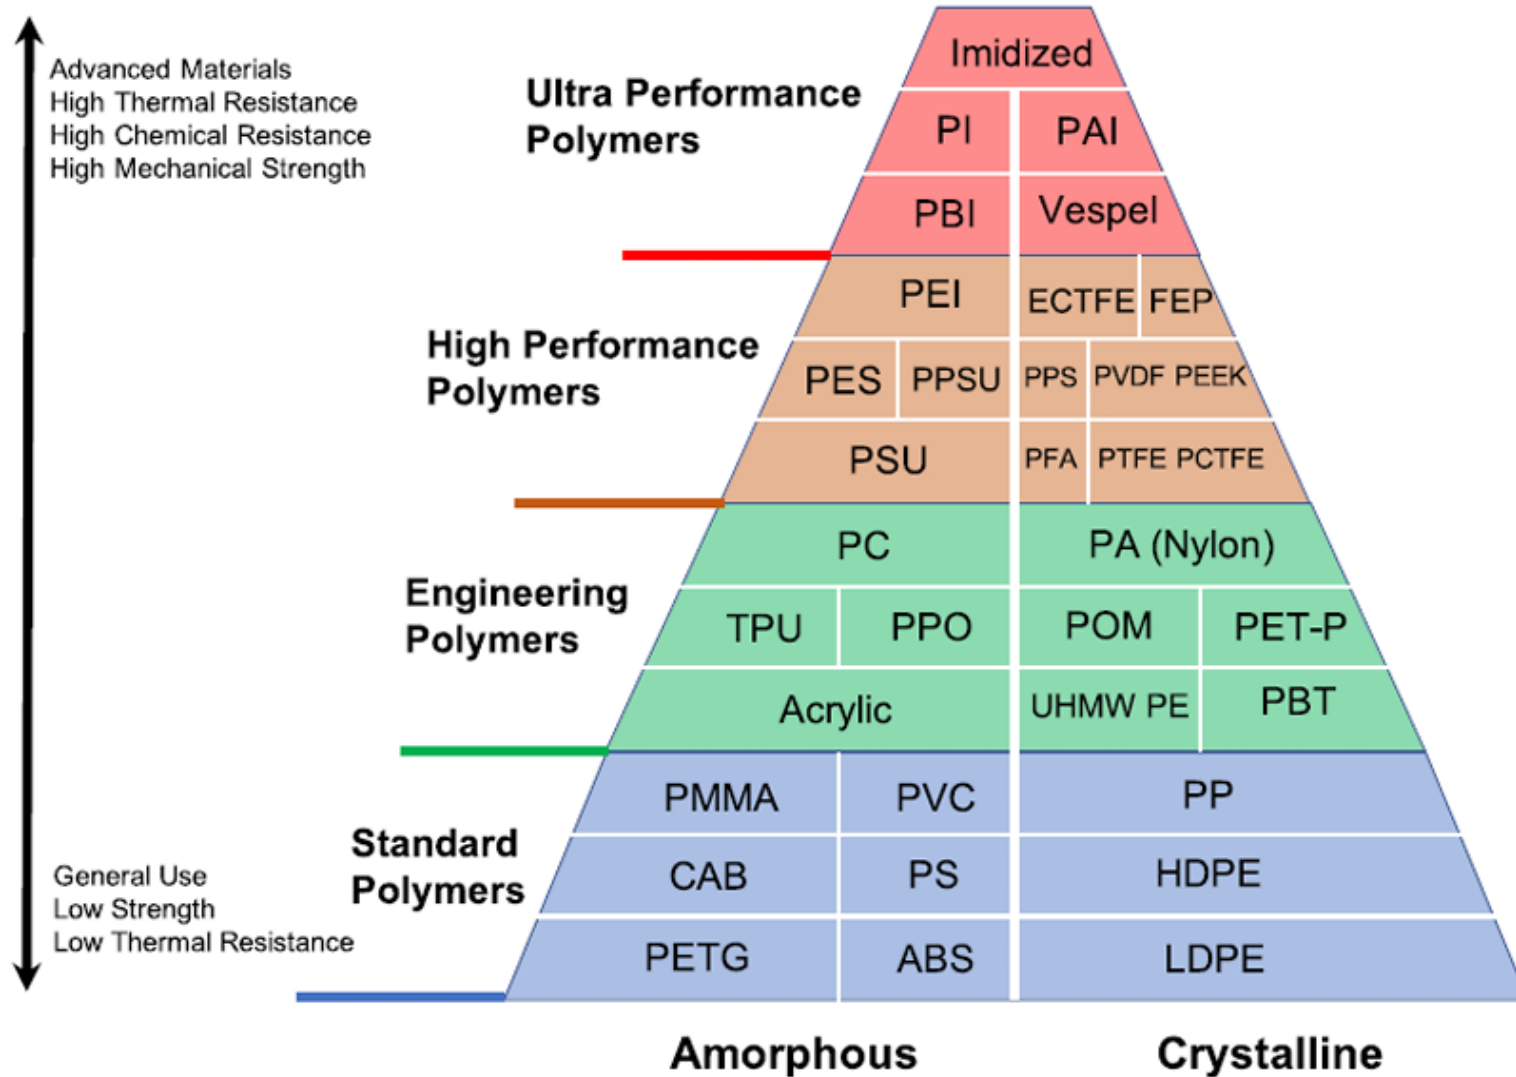 Advanced Materials
High Thermal Resistance
High Chemical Resistance
High Mechanical Strength
General Use
Low Strength
Low Thermal Resistance
Ultra Performance
Polymers
High Performance
Polymers
Engineering
Polymers
Standard
Polymers
Imidized
PI PAI
PBI Vespel
PEI ECTFE FEP
PES PPSU PPS PVDF PEEK
PSU PFA PTFE PCTFE
PC PA (Nylon)
TPU PPO POM PET-P
Acrylic UHMW PE PBT
PMMA PVC PP
CAB PS HDPE
PETG ABS LDPE
Amorphous Crystalline